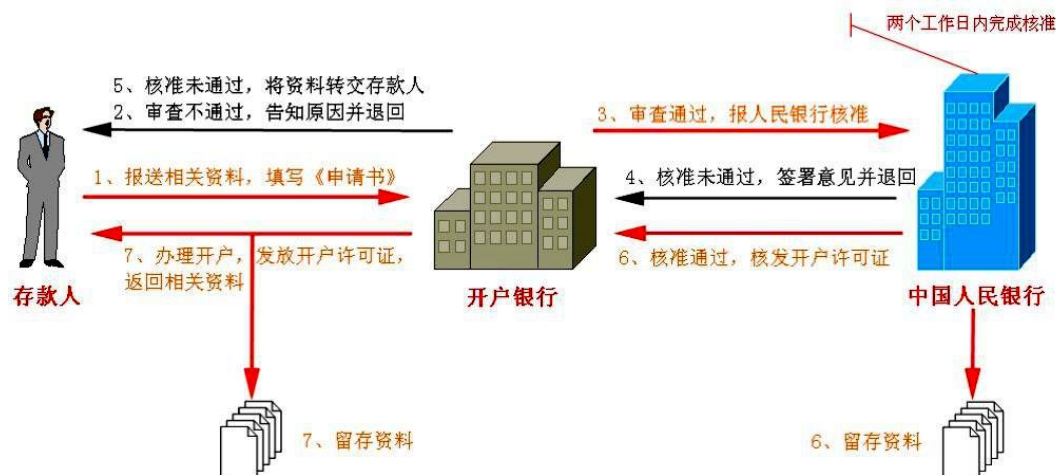 两个工作日内完成核准
5、核准未通过，将资料转交存款人
2、审查不通过，告知原因并退回
3、审查通过，报人民银行核准
1、报送相关资料，填写《申请书》
4、核准未通过，签署意见并退回
7、办理开户，发放开户许可证，
返回相关资料
6、核准通过，核发开户许可证
存款人
开户银行
中国人民银行
7、留存资料
6、留存资料